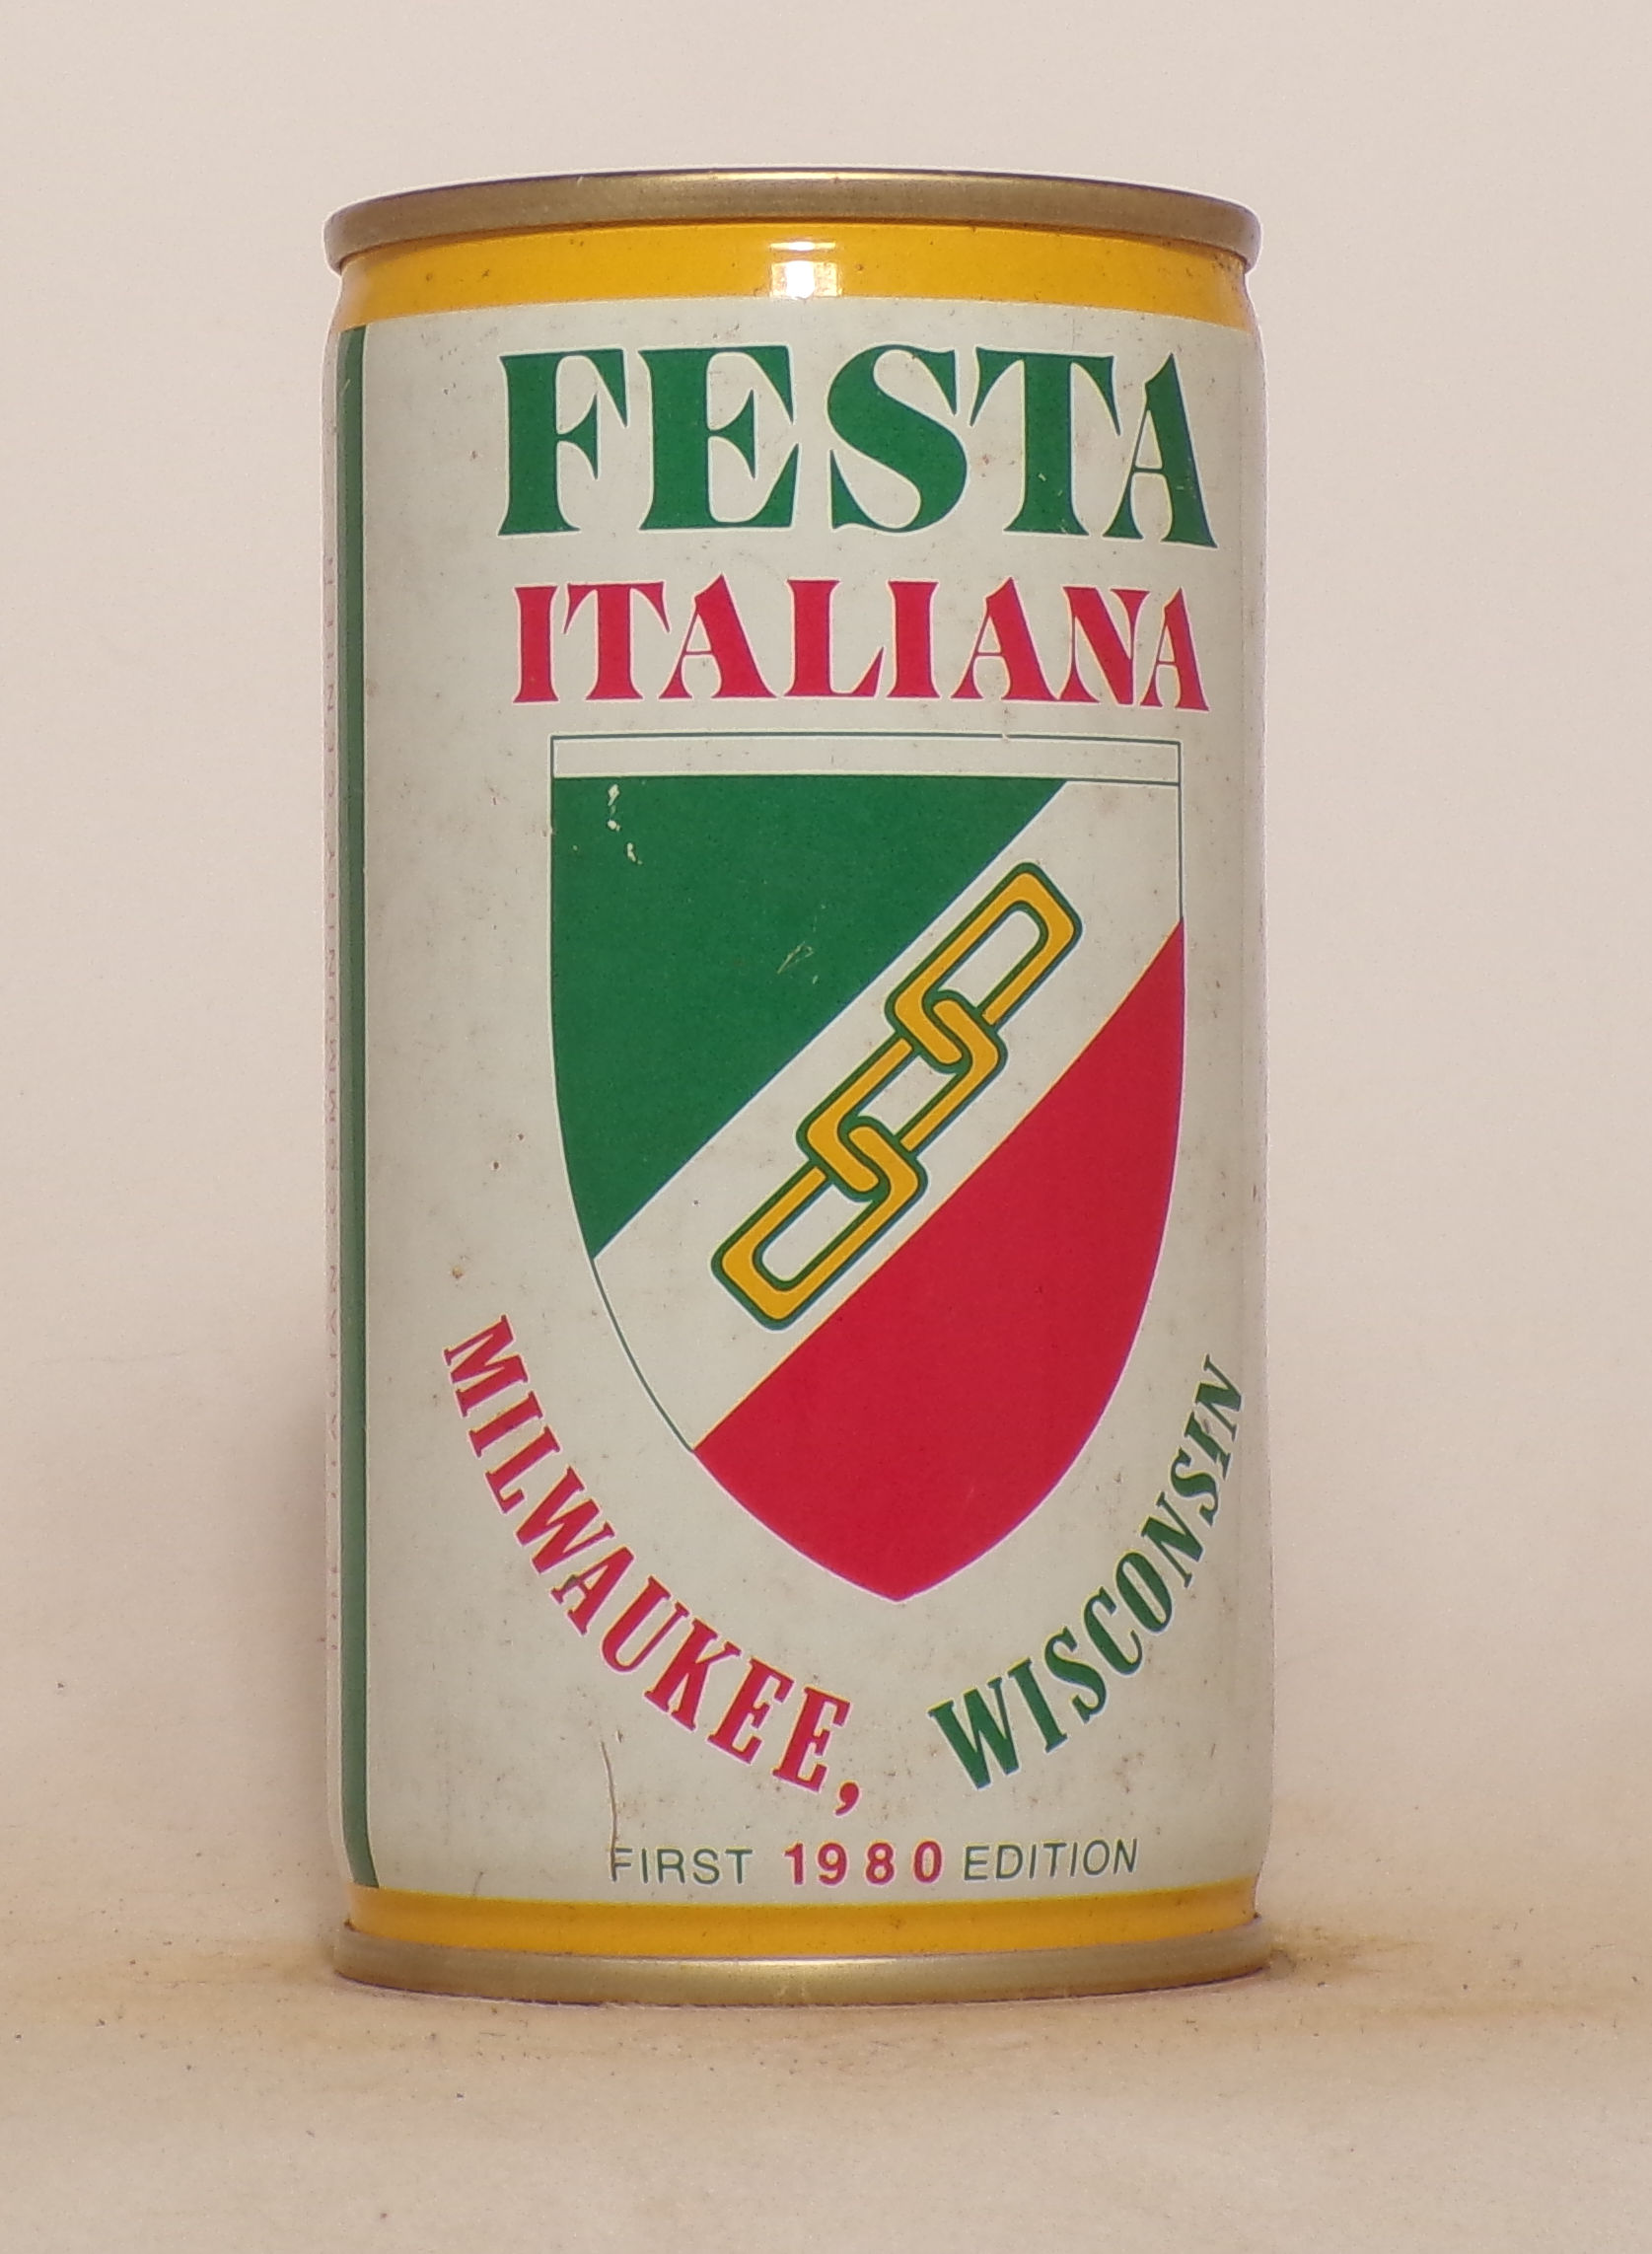 FESTA
ITALIANA
MILWAUKEE, WISCONSIN
FIRST 1980 EDITION